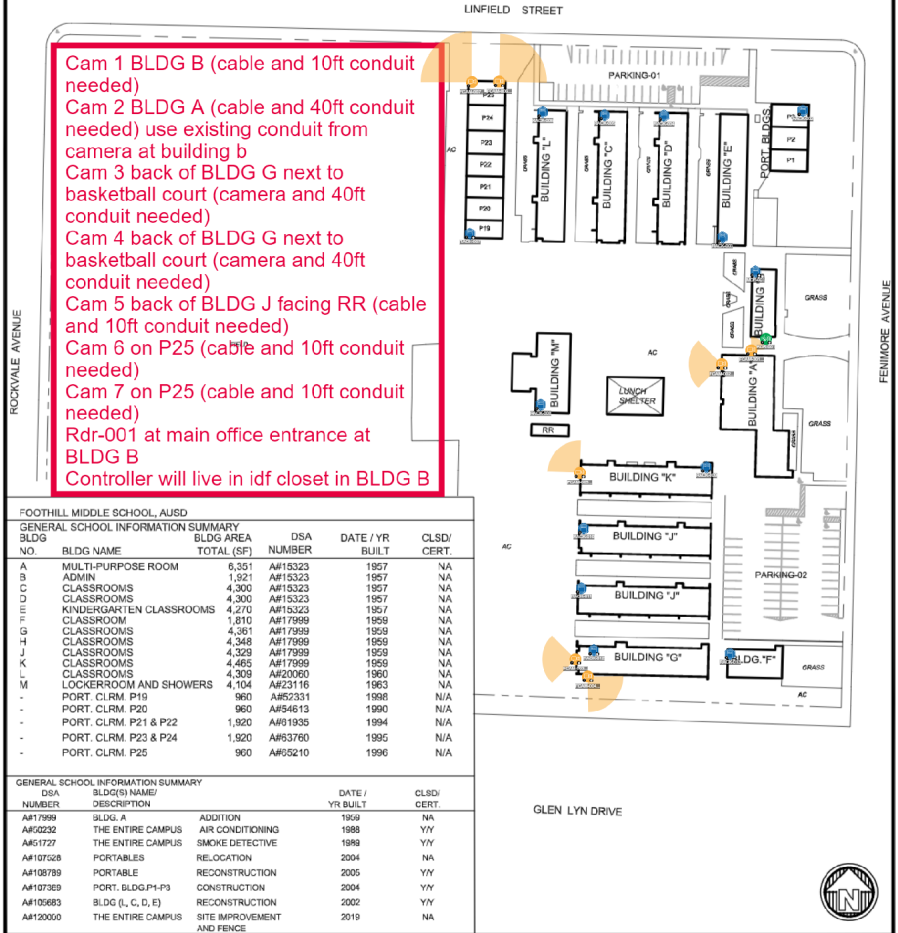 LINFIELD STREET
Cam 1 BLDG B (cable and 10ft conduit
needed)
Cam 2 BLDG A (cable and 40ft conduit
needed) use existing conduit from
camera at building b
Cam 3 back of BLDG G next to
basketball court (camera and 40ft
conduit needed)
Cam 4 back of BLDG G next to
basketball court (camera and 40ft
conduit needed)
Cam 5 back of BLDG J facing RR (cable
and 10ft conduit needed)
Cam 6 on P25 (cable and 10ft conduit
needed)
Cam 7 on P25 (cable and 10ft conduit
needed)
Rdr-001 at main office entrance at
BLDG B
Controller will live in idf closet in BLDG B
ROCKVALE AVENUE
FENIMORE AVENUE
PARKING-01
P25
P24
P23
P22
P21
P20
P19
AC
GRASS
BUILDING "L"
GRASS
BUILDING "C"
BUILDING "D"
GRASS
BUILDING "E"
PORT. BLDGS
P2
P1
GRASS
GRASS
GRASS
BUILDING
GRASS
BUILDING "M"
AC
LUNCH
SHELTER
BUILDING "A"
GRASS
GRASS
RR
BUILDING "K"
AC
BUILDING "J"
PARKING-02
BUILDING "J"
BUILDING "G"
BLDG."F"
GRASS
AC
GLEN LYN DRIVE
N
FOOTHILL MIDDLE SCHOOL, AUSD
GENERAL SCHOOL INFORMATION SUMMARY
BLDG NO. BLDG NAME BLDG AREA TOTAL (SF) DSA NUMBER DATE / YR BUILT CLSD/ CERT.
A MULTI-PURPOSE ROOM 6,351 A#15323 1957 NA
B ADMIN 1,921 A#15323 1957 NA
C CLASSROOMS 4,300 A#15323 1957 NA
D CLASSROOMS 4,300 A#15323 1957 NA
E KINDERGARTEN CLASSROOMS 4,270 A#15323 1957 NA
F CLASSROOM 1,810 A#17999 1959 NA
G CLASSROOMS 4,361 A#17999 1959 NA
H CLASSROOMS 4,348 A#17999 1959 NA
J CLASSROOMS 4,329 A#17999 1959 NA
K CLASSROOMS 4,465 A#17999 1959 NA
L CLASSROOMS 4,309 A#20060 1960 NA
M LOCKERROOM AND SHOWERS 4,104 A#23116 1963 NA
- PORT. CLRM. P19 960 A#52331 1998 N/A
- PORT. CLRM. P20 960 A#54613 1990 N/A
- PORT. CLRM. P21 & P22 1,920 A#61935 1994 N/A
- PORT. CLRM. P23 & P24 1,920 A#63760 1995 N/A
- PORT. CLRM. P25 960 A#65210 1996 N/A
GENERAL SCHOOL INFORMATION SUMMARY
DSA NUMBER BLDG(S) NAME/ DESCRIPTION DATE / YR BUILT CLSD/ CERT.
A#17999 BLDG. A ADDITION 1959 NA
A#50232 THE ENTIRE CAMPUS AIR CONDITIONING 1988 Y/Y
A#51727 THE ENTIRE CAMPUS SMOKE DETECTIVE 1989 Y/Y
A#107528 PORTABLES RELOCATION 2004 NA
A#108789 PORTABLE RECONSTRUCTION 2005 Y/Y
A#107369 PORT. BLDG.P1-P3 CONSTRUCTION 2004 Y/Y
A#105683 BLDG (L, C, D, E) RECONSTRUCTION 2002 Y/Y
A#120000 THE ENTIRE CAMPUS SITE IMPROVEMENT 2019 NA
AND FENCE